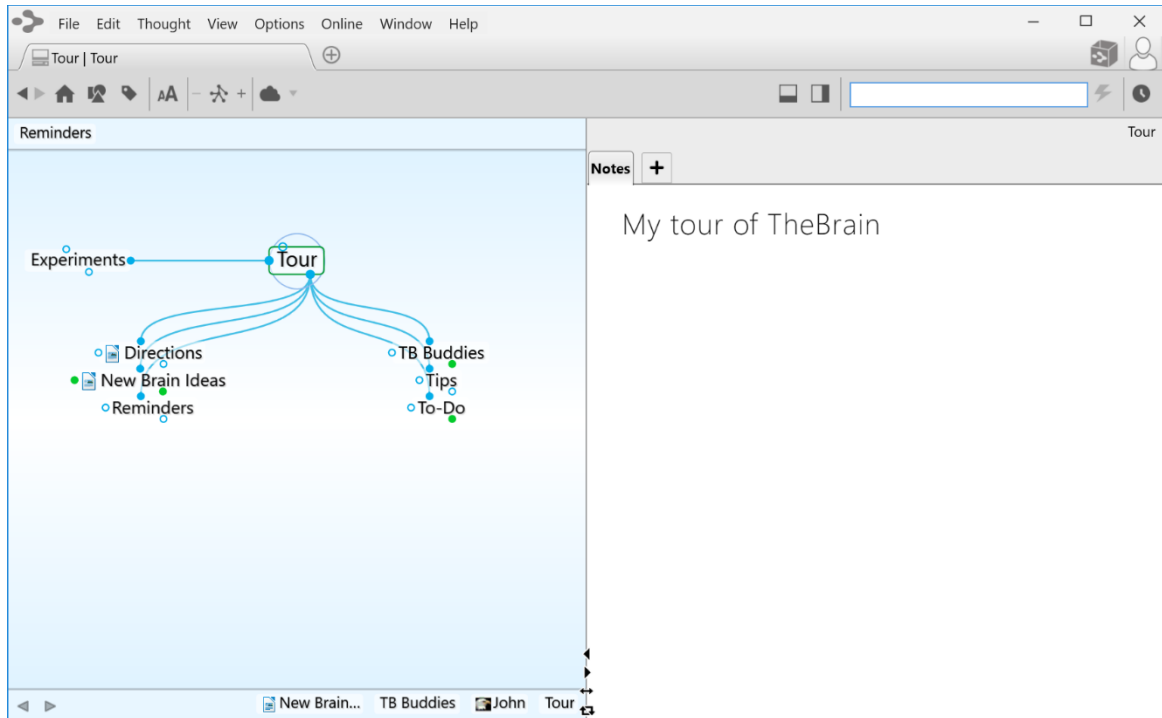 File Edit Thought View Options Online Window Help
Tour | Tour
AA
Reminders
Tour
Notes
My tour of TheBrain
Experiments
Tour
Directions
TB Buddies
New Brain Ideas
Tips
Reminders
To-Do
New Brain... TB Buddies John Tour